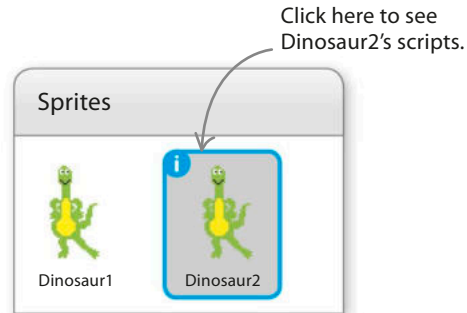 Click here to see
Dinosaur2’s scripts.
Sprites
i
Dinosaur1
Dinosaur2